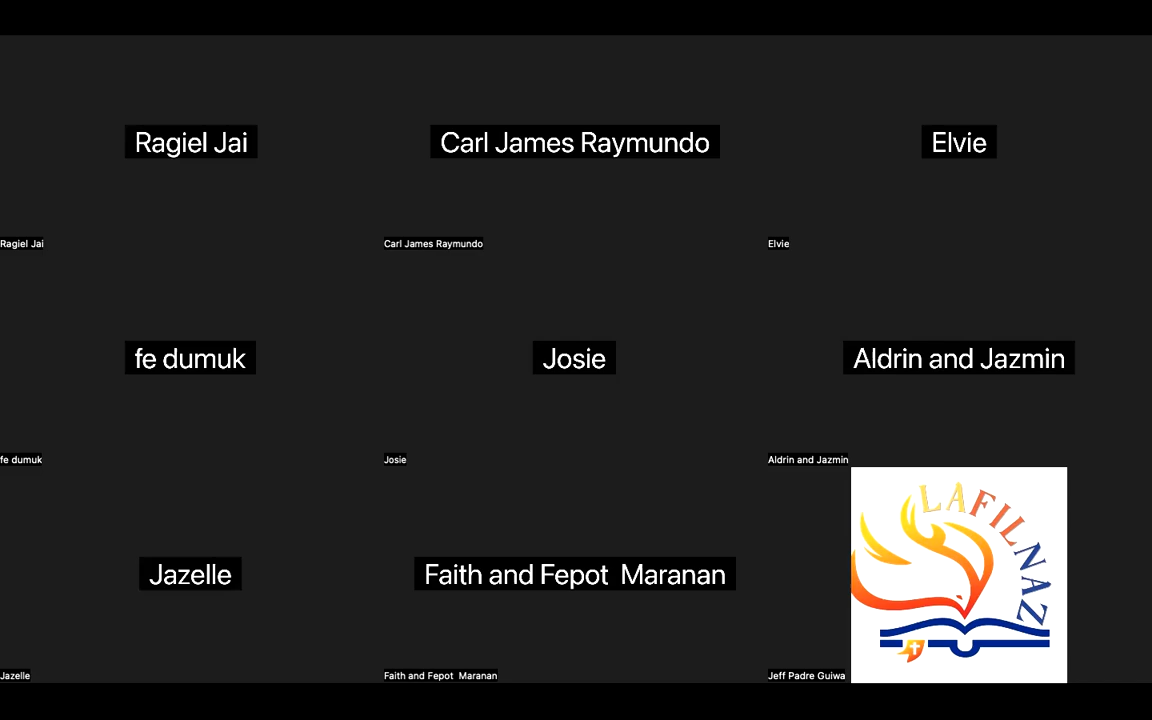 Ragiel Jai
Carl James Raymundo
Elvie
Ragiel Jai
Carl James Raymundo
Elvie
fe dumuk
Josie
Aldrin and Jazmin
fe dumuk
Josie
Aldrin and Jazmin
LAFILNAZ
Jazelle
Faith and Fepot  Maranan
Jazelle
Faith and Fepot  Maranan
Jeff Padre Guiwa